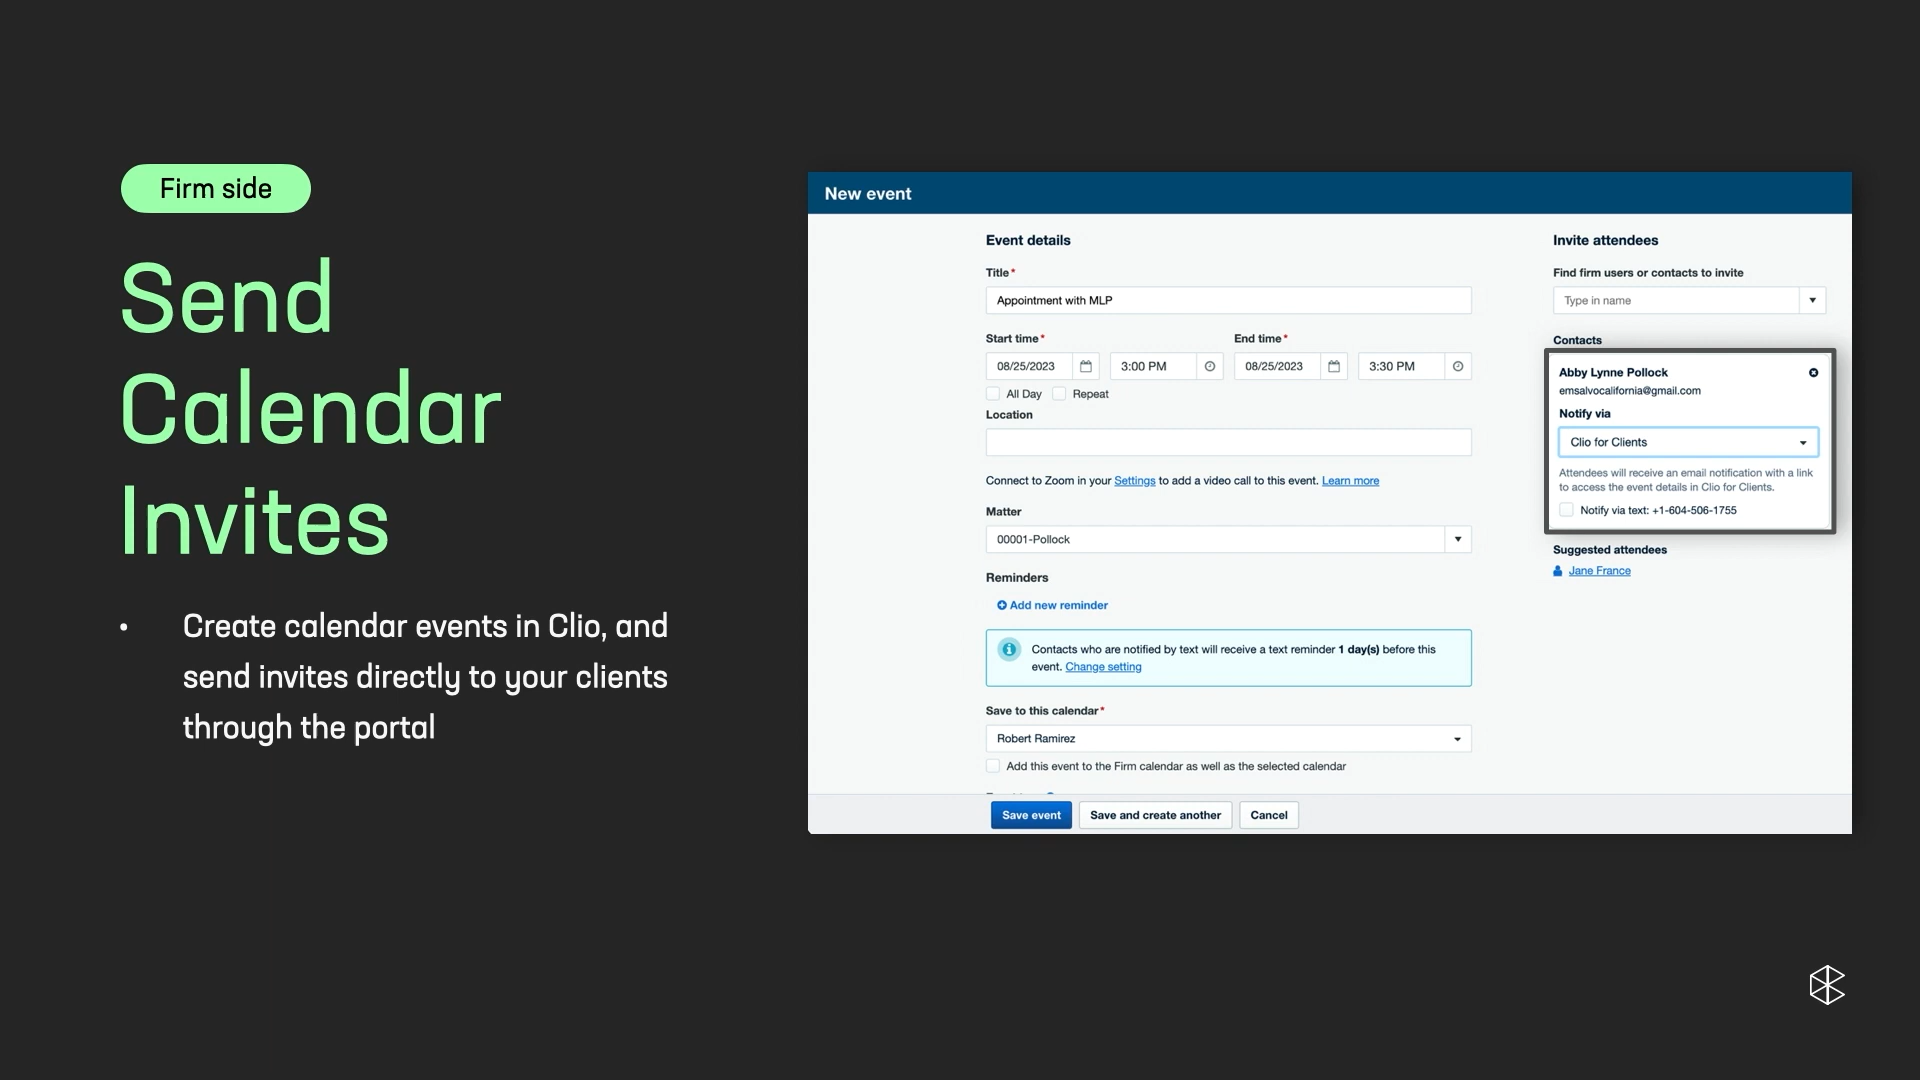 Firm side
Send
Calendar
Invites
• Create calendar events in Clio, and
send invites directly to your clients
through the portal
New event
Event details
Title*
Appointment with MLP
Start time*
End time*
08/25/2023
3:00 PM
08/25/2023
3:30 PM
All Day
Repeat
Location
Connect to Zoom in your Settings to add a video call to this event. Learn more
Matter
00001-Pollock
Reminders
Add new reminder
Contacts who are notified by text will receive a text reminder 1 day(s) before this
event. Change setting
Save to this calendar*
Robert Ramirez
Add this event to the Firm calendar as well as the selected calendar
Save event
Save and create another
Cancel
Invite attendees
Find firm users or contacts to invite
Type in name
Contacts
Abby Lynne Pollock
emsalvocalifornia@gmail.com
Notify via
Clio for Clients
Attendees will receive an email notification with a link
to access the event details in Clio for Clients.
Notify via text: +1-604-506-1755
Suggested attendees
Jane France